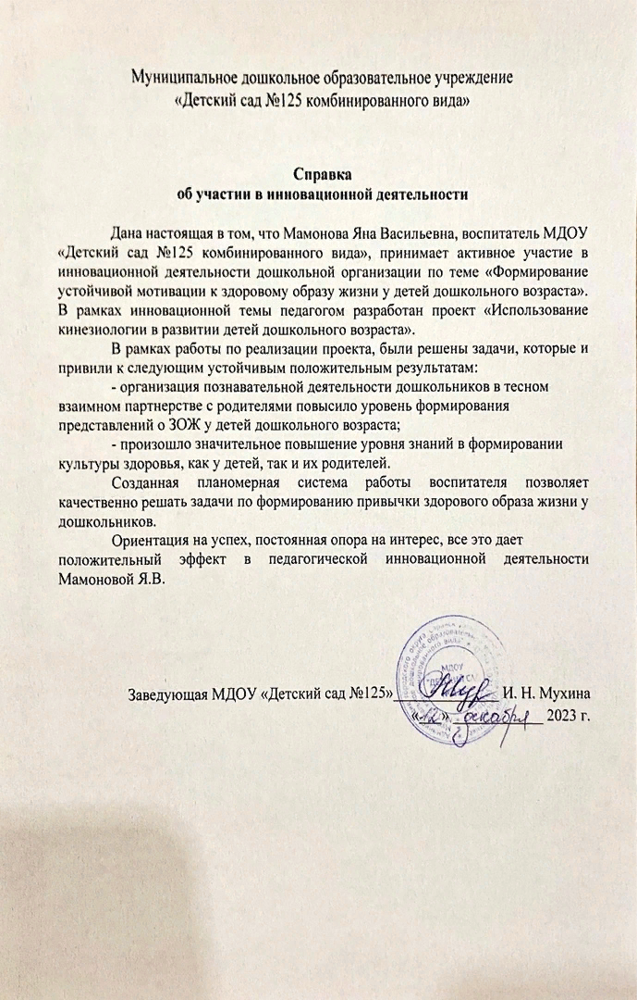 Муниципальное дошкольное образовательное учреждение
«Детский сад №125 комбинированного вида»
Справка
об участии в инновационной деятельности
Дана настоящая в том, что Мамонова Яна Васильевна, воспитатель МДОУ
«Детский сад №125 комбинированного вида», принимает активное участие в
инновационной деятельности дошкольной организации по теме «Формирование
устойчивой мотивации к здоровому образу жизни у детей дошкольного возраста».
В рамках инновационной темы педагогом разработан проект «Использование
кинезиологии в развитии детей дошкольного возраста».
В рамках работы по реализации проекта, были решены задачи, которые и
привили к следующим устойчивым положительным результатам:
- организация познавательной деятельности дошкольников в тесном
взаимном партнерстве с родителями повысило уровень формирования
представлений о ЗОЖ у детей дошкольного возраста;
- произошло значительное повышение уровня знаний в формировании
культуры здоровья, как у детей, так и их родителей.
Созданная планомерная система работы воспитателя позволяет
качественно решать задачи по формированию привычки здорового образа жизни у
дошкольников.
Ориентация на успех, постоянная опора на интерес, все это дает
положительный эффект в педагогической инновационной деятельности
Мамоновой Я.В.
МДОУ
Заведующая МДОУ «Детский сад №125» И. Н. Мухина
«12» декабря 2023 г.